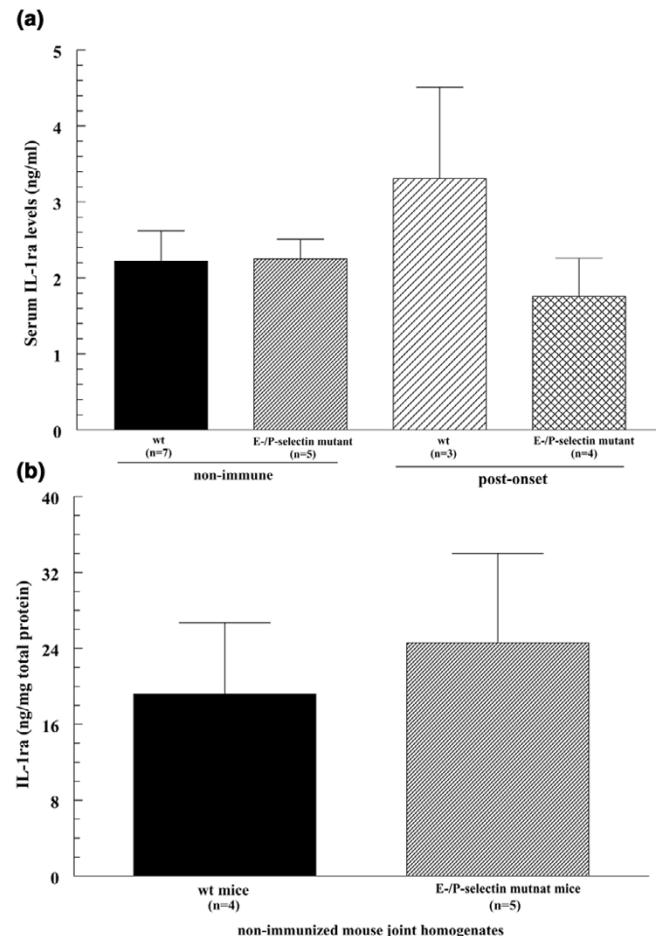 (a)
Serum IL-1ra levels (ng/ml)
5
4
3
2
1
0
wt
(n=7)
E-/P-selectin mutant
(n=5)
wt
(n=3)
E-/P-selectin mutant
(n=4)
non-immune
post-onset
(b)
IL-1ra (ng/mg total protein)
40
32
24
16
8
0
wt mice
(n=4)
E-/P-selectin mutnat mice
(n=5)
non-immunized mouse joint homogenates